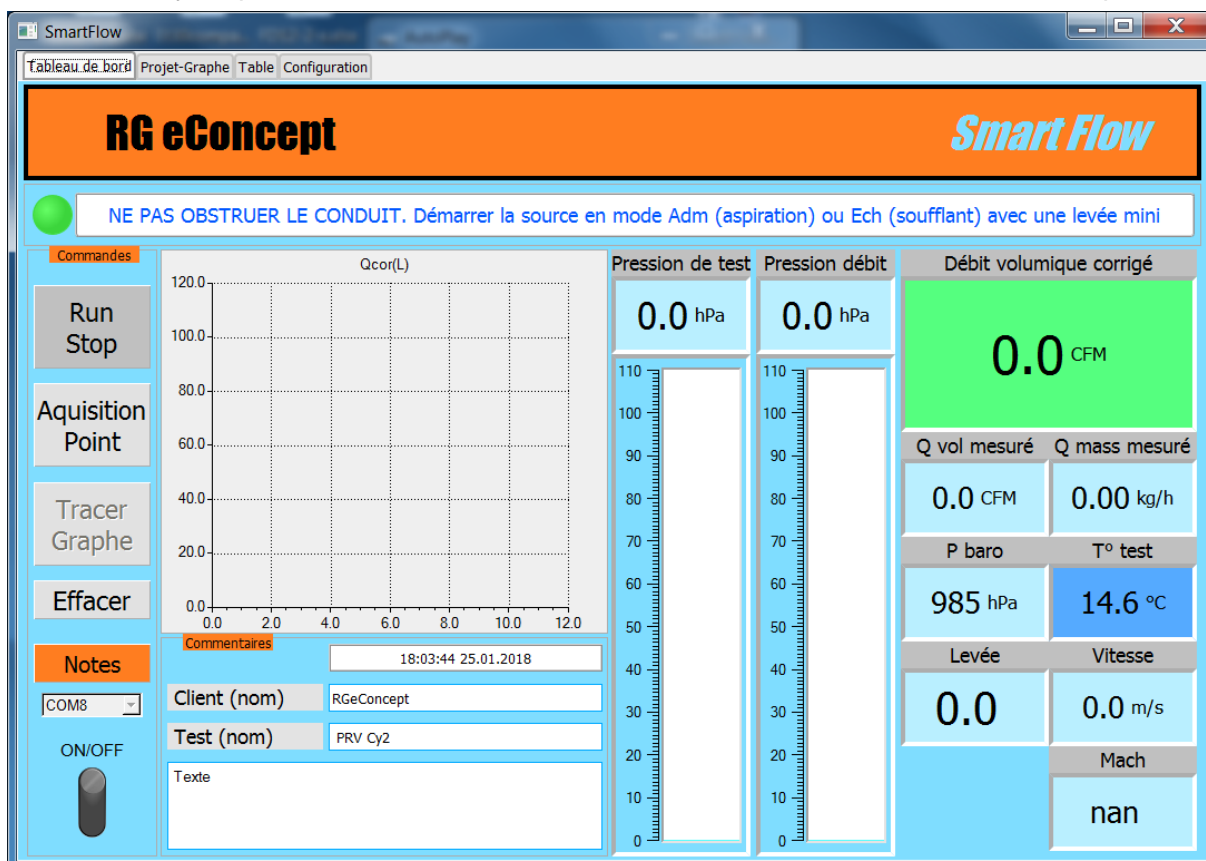 SmartFlow
Tableau de bord Projet-Graphe Table Configuration
RG eConcept
Smart Flow
NE PAS OBSTRUER LE CONDUIT. Démarrer la source en mode Adm (aspiration) ou Ech (soufflant) avec une levée mini
Commandes
Run
Stop
Aquisition
Point
Tracer
Graphe
Effacer
Notes
COM8
ON/OFF
Qcor(L)
120.0
100.0
80.0
60.0
40.0
20.0
0.0
0.0 2.0 4.0 6.0 8.0 10.0 12.0
Commentaires
18:03:44 25.01.2018
Client (nom) RGeConcept
Test (nom) PRV Cy2
Texte
Pression de test
0.0 hPa
110
100
90
80
70
60
50
40
30
20
10
0
Pression débit
0.0 hPa
110
100
90
80
70
60
50
40
30
20
10
0
Débit volumique corrigé
0.0 CFM
Q vol mesuré Q mass mesuré
0.0 CFM 0.00 kg/h
P baro T° test
985 hPa 14.6 °C
Levée Vitesse
0.0 0.0 m/s
Mach
nan